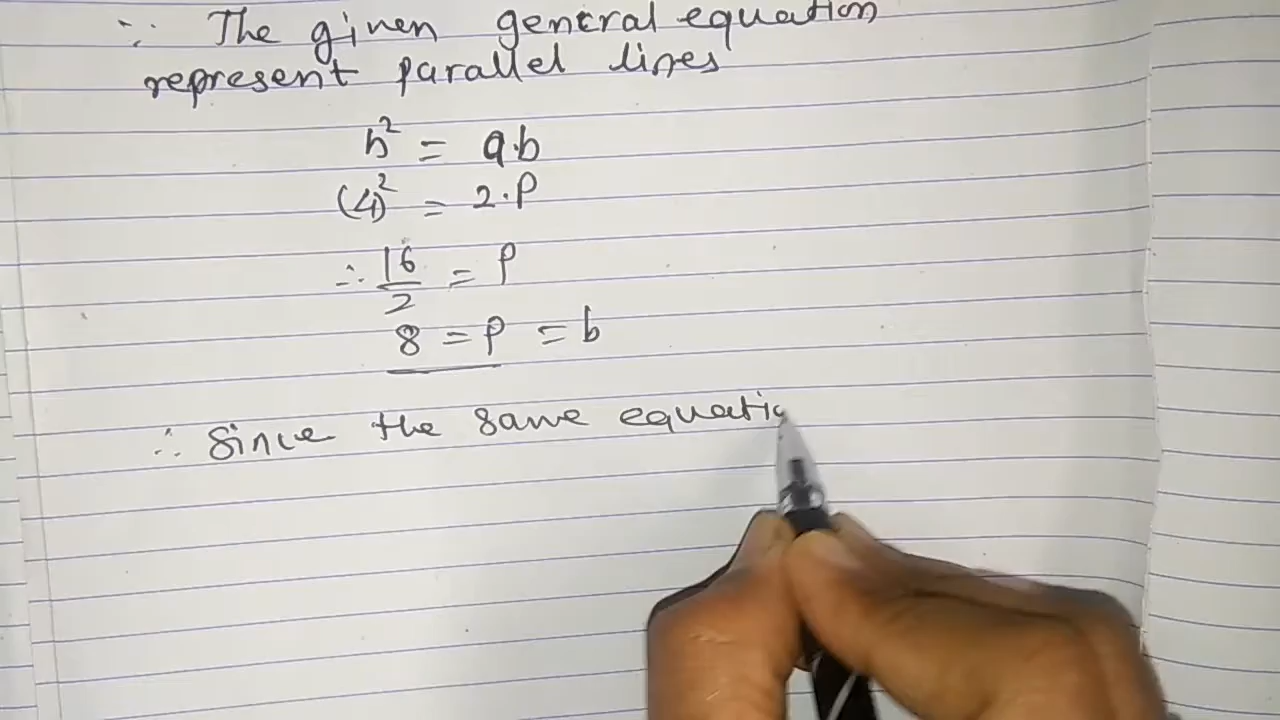 ∵ The given general equation
represent parallel lines
h² = a·b
(4)² = 2·P
∴ 16/2 = P
8 = P = b
∴ Since the same equatio